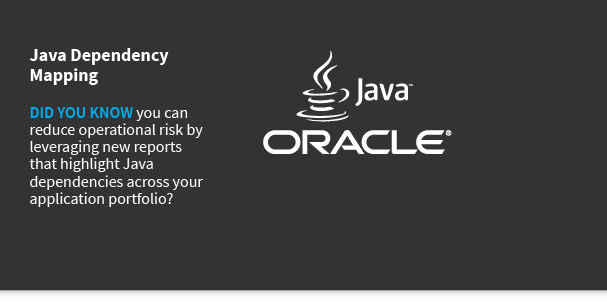 Java Dependency
Mapping
DID YOU KNOW you can
reduce operational risk by
leveraging new reports
that highlight Java
dependencies across your
application portfolio?
Java™
ORACLE®